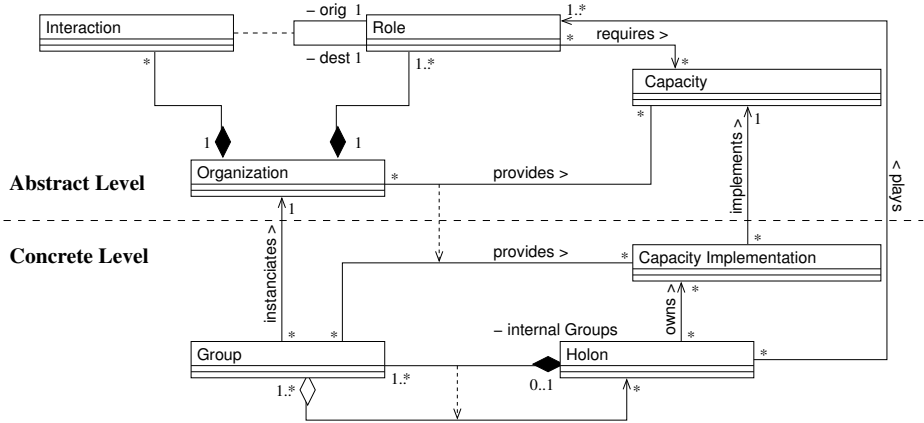 – orig 1
1..*
Interaction
Role
requires >
*
– dest 1
*
1..*
*
Capacity
*
1
implements >
1
1
Organization
*
provides >
Abstract Level
1
< plays
Concrete Level
instanciates >
provides >
*
*
Capacity Implementation
*
owns >
– internal Groups
*
*
*
Group
Holon
*
1..*
0..1
1..*
*